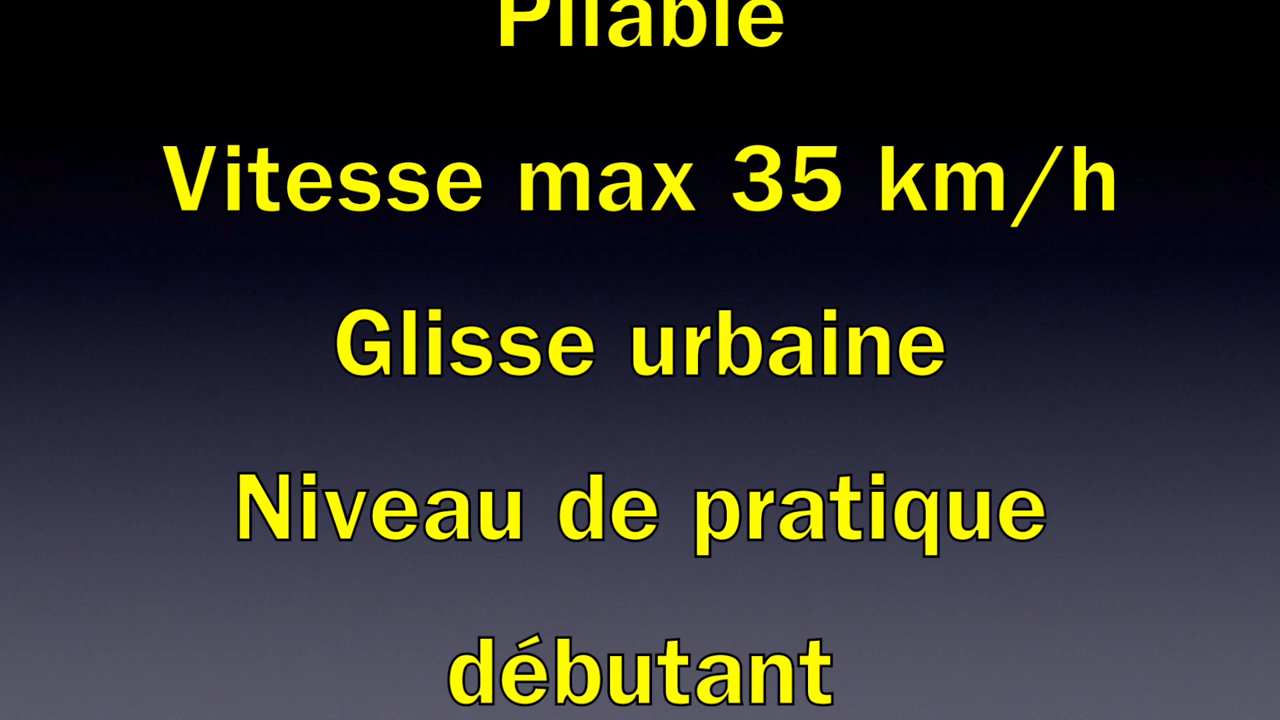 Pliable
Vitesse max 35 km/h
Glisse urbaine
Niveau de pratique
débutant